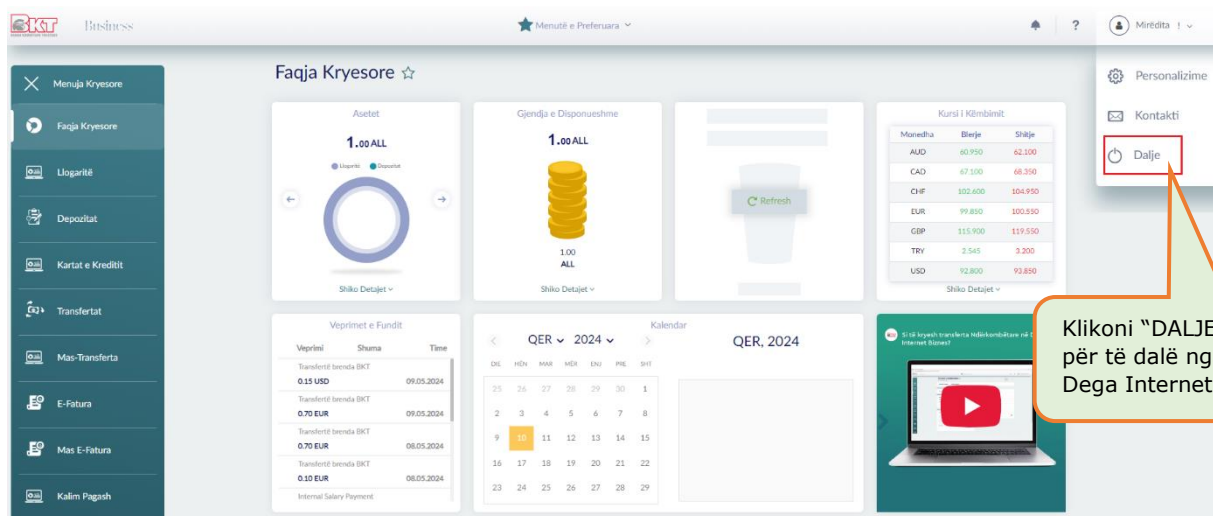 BKT Business
Menutë e Preferuara
?
Mirëdita !
Personalizime
Kontakti
Dalje
Menuja Kryesore
Faqja Kryesore
Llogaritë
Depozitat
Kartat e Kreditit
Transfertat
Mas-Transferta
E-Fatura
Mas E-Fatura
Kalim Pagash
Faqja Kryesore
Asetet
1.00 ALL
Llogaritë Depozitat
Shiko Detajet
Gjendja e Disponueshme
1.00 ALL
1.00
ALL
Shiko Detajet
Refresh
Kursi i Këmbimit
Monedha Blerje Shitje
AUD 60.950 62.100
CAD 67.100 68.350
CHF 102.600 104.950
EUR 99.850 100.550
GBP 115.900 119.550
TRY 2.545 3.200
USD 92.800 93.850
Shiko Detajet
Veprimet e Fundit
Veprimi Shuma Time
Transfertë brenda BKT
0.15 USD 09.05.2024
Transfertë brenda BKT
0.70 EUR 09.05.2024
Transfertë brenda BKT
0.70 EUR 08.05.2024
Transfertë brenda BKT
0.10 EUR 08.05.2024
Internal Salary Payment
Kalendar
QER 2024
DIE HËN MAR MËR ENJ PRE SHT
25 26 27 28 29 30 1
2 3 4 5 6 7 8
9 10 11 12 13 14 15
16 17 18 19 20 21 22
23 24 25 26 27 28 29
QER, 2024
Si të kryesh transferta Ndërkombëtare në D
Internet Biznes?
Klikoni “DALJE
për të dalë ng
Dega Internet